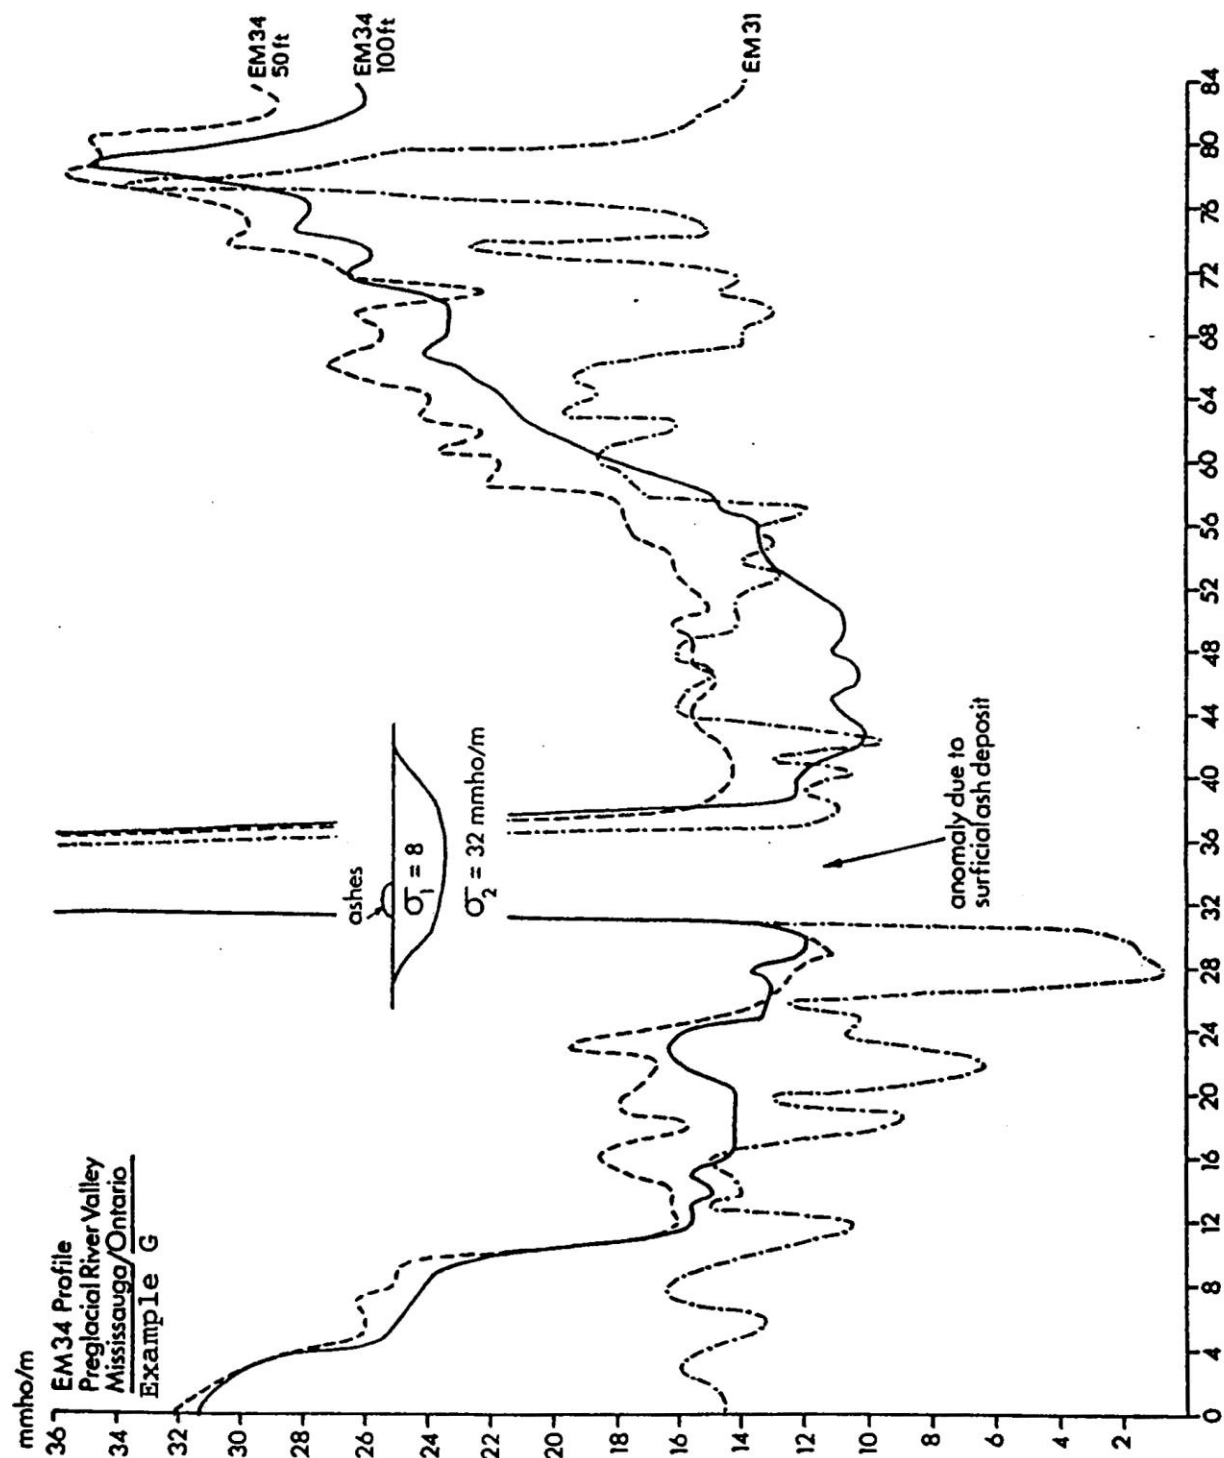 mmho/m
EM34 Profile
Preglacial River Valley
Mississauga/Ontario
Example G
36
34
32
30
28
26
24
22
20
18
16
14
12
10
8
6
4
2
ashes
σ₁ = 8
σ₂ = 32 mmho/m
anomaly due to
surficial ash deposit
EM34
50ft
EM34
100ft
EM31
0
4
8
12
16
20
24
28
32
36
40
44
48
52
56
60
64
68
72
76
80
84